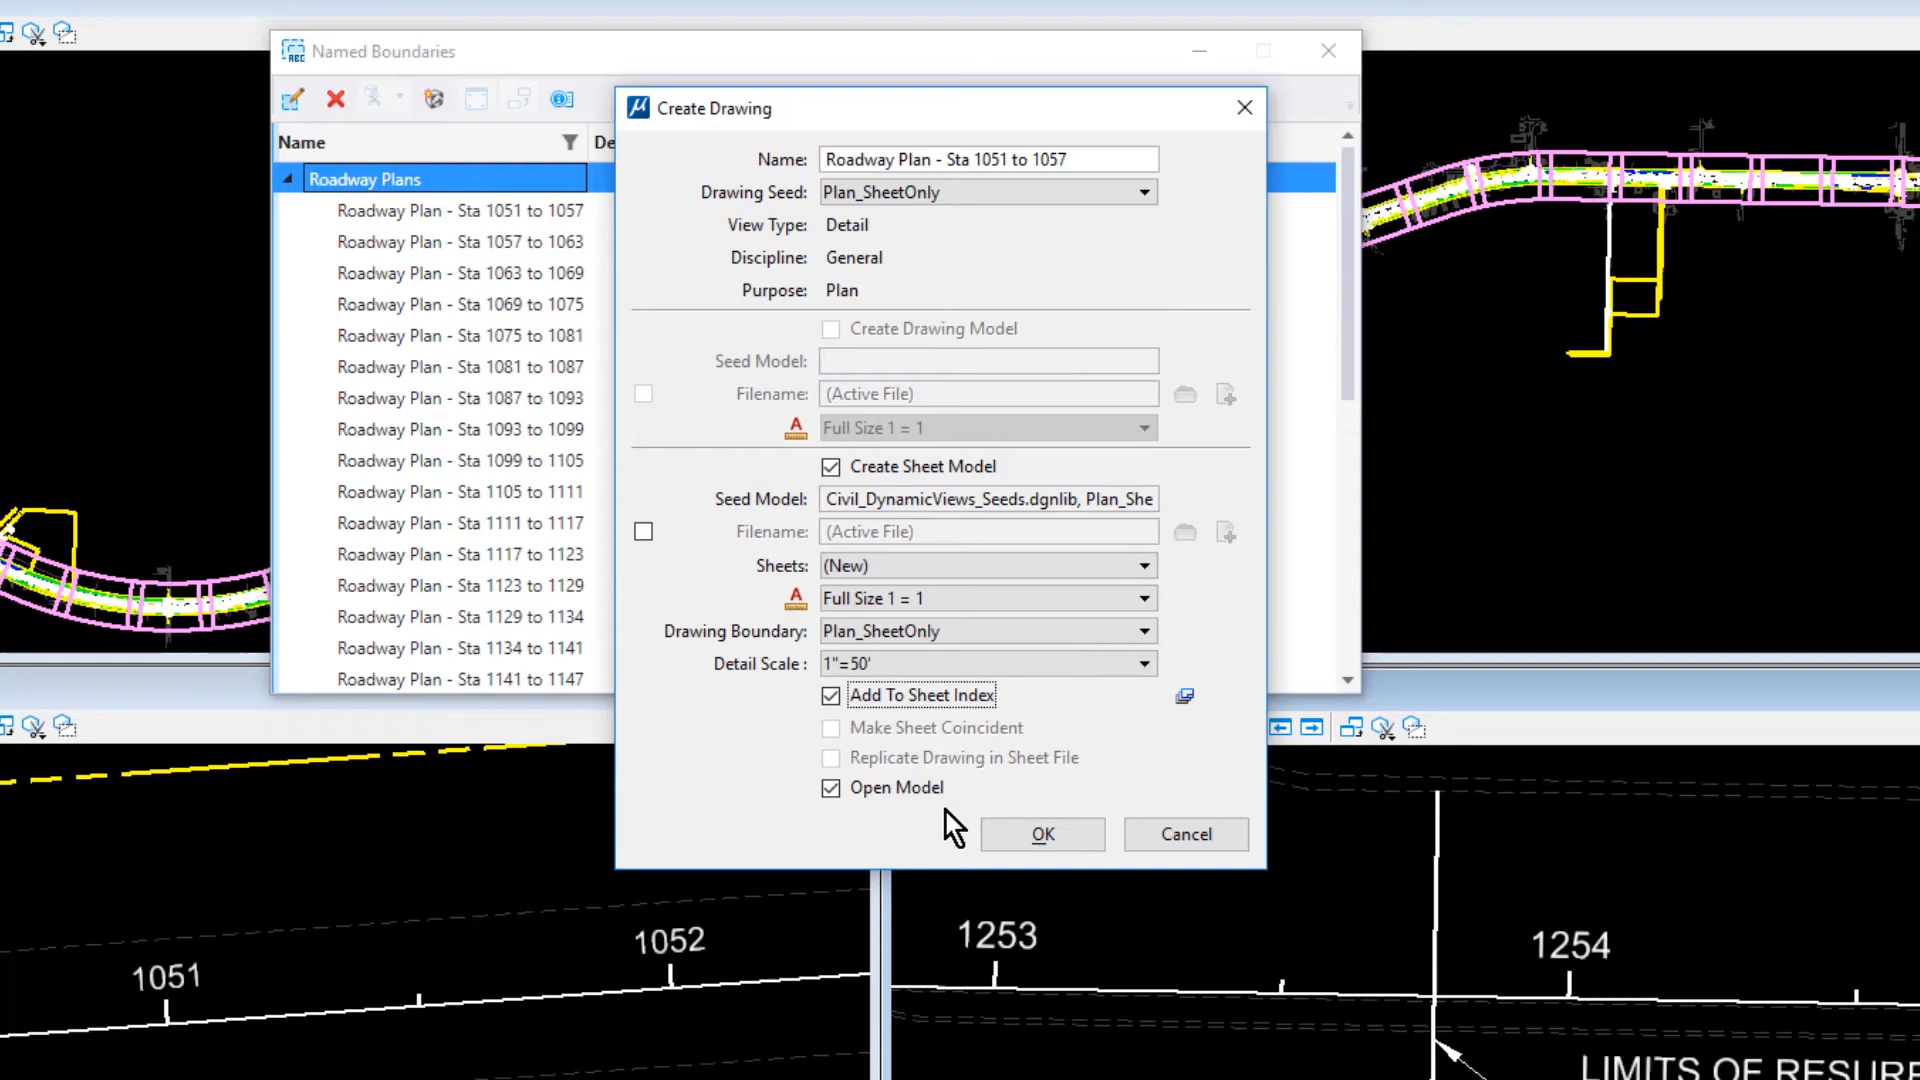 Named Boundaries
Name
De
Roadway Plans
Roadway Plan - Sta 1051 to 1057
Roadway Plan - Sta 1057 to 1063
Roadway Plan - Sta 1063 to 1069
Roadway Plan - Sta 1069 to 1075
Roadway Plan - Sta 1075 to 1081
Roadway Plan - Sta 1081 to 1087
Roadway Plan - Sta 1087 to 1093
Roadway Plan - Sta 1093 to 1099
Roadway Plan - Sta 1099 to 1105
Roadway Plan - Sta 1105 to 1111
Roadway Plan - Sta 1111 to 1117
Roadway Plan - Sta 1117 to 1123
Roadway Plan - Sta 1123 to 1129
Roadway Plan - Sta 1129 to 1134
Roadway Plan - Sta 1134 to 1141
Roadway Plan - Sta 1141 to 1147
Create Drawing
Name: Roadway Plan - Sta 1051 to 1057
Drawing Seed: Plan_SheetOnly
View Type: Detail
Discipline: General
Purpose: Plan
Create Drawing Model
Seed Model:
Filename: (Active File)
A Full Size 1 = 1
Create Sheet Model
Seed Model: Civil_DynamicViews_Seeds.dgnlib, Plan_She
Filename: (Active File)
Sheets: (New)
A Full Size 1 = 1
Drawing Boundary: Plan_SheetOnly
Detail Scale : 1"=50'
Add To Sheet Index
Make Sheet Coincident
Replicate Drawing in Sheet File
Open Model
OK Cancel
1051
1052
1253
1254
LIMITS OF RESURF